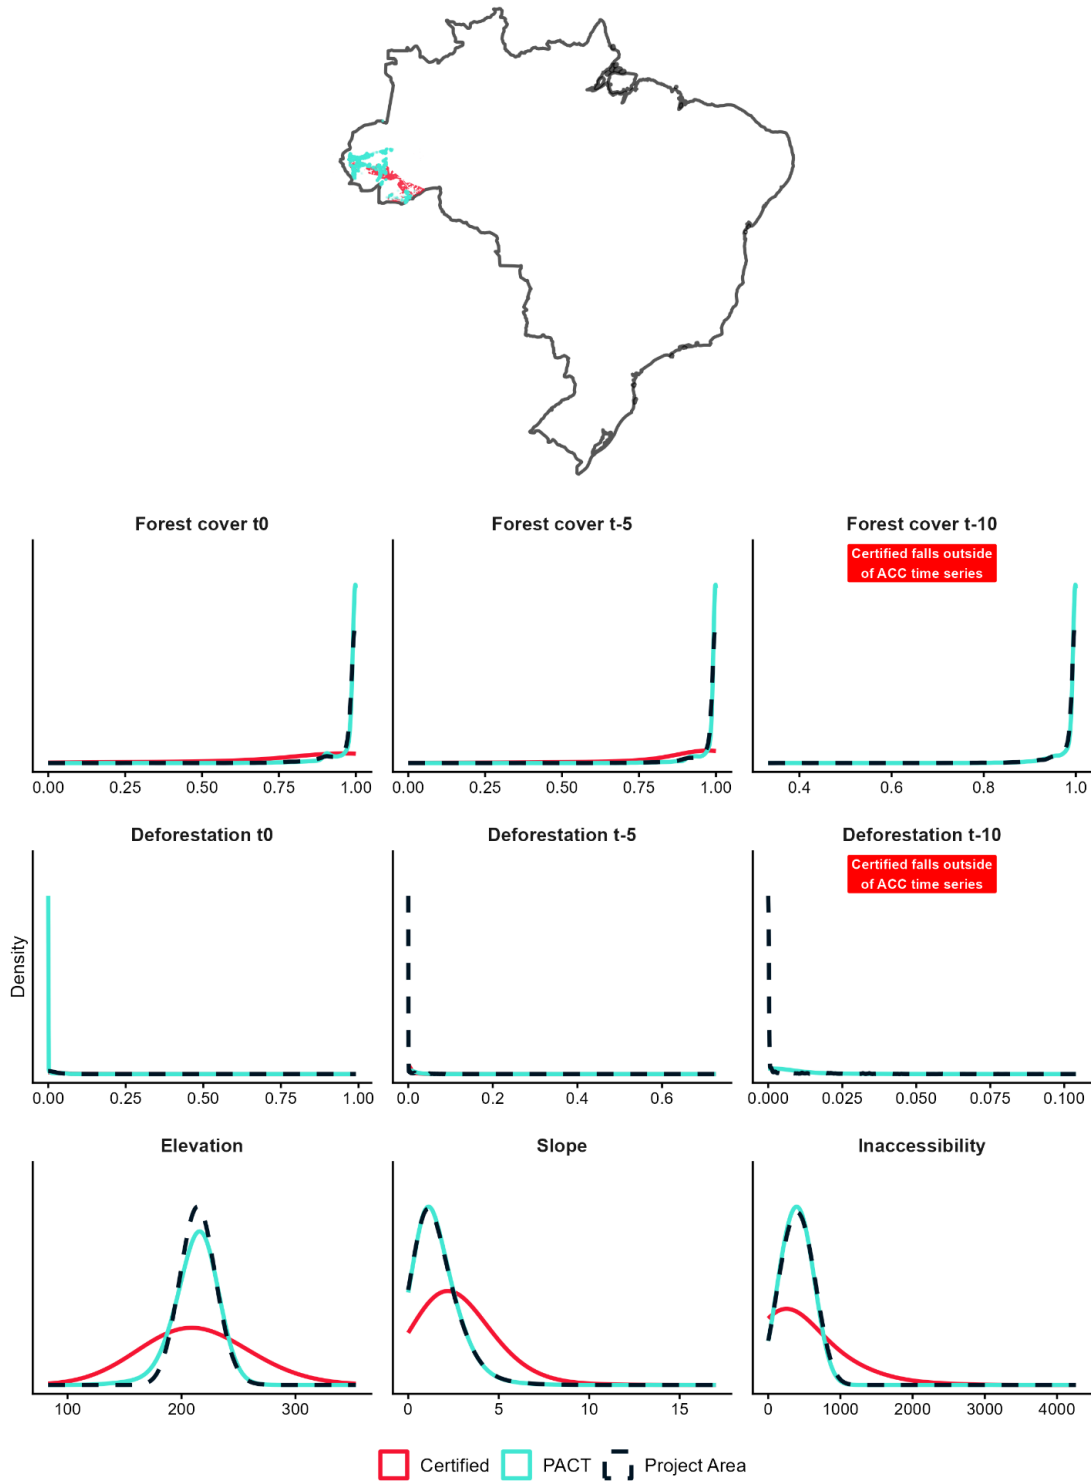 Forest cover t0
Forest cover t-5
Forest cover t-10
Certified falls outside
of ACC time series
0.00 0.25 0.50 0.75 1.00
0.00 0.25 0.50 0.75 1.00
0.4 0.6 0.8 1.0
Deforestation t0
Deforestation t-5
Deforestation t-10
Certified falls outside
of ACC time series
Density
0.00 0.25 0.50 0.75 1.00
0.0 0.2 0.4 0.6
0.000 0.025 0.050 0.075 0.100
Elevation
Slope
Inaccessibility
100 200 300
0 5 10 15
0 1000 2000 3000 4000
Certified PACT Project Area